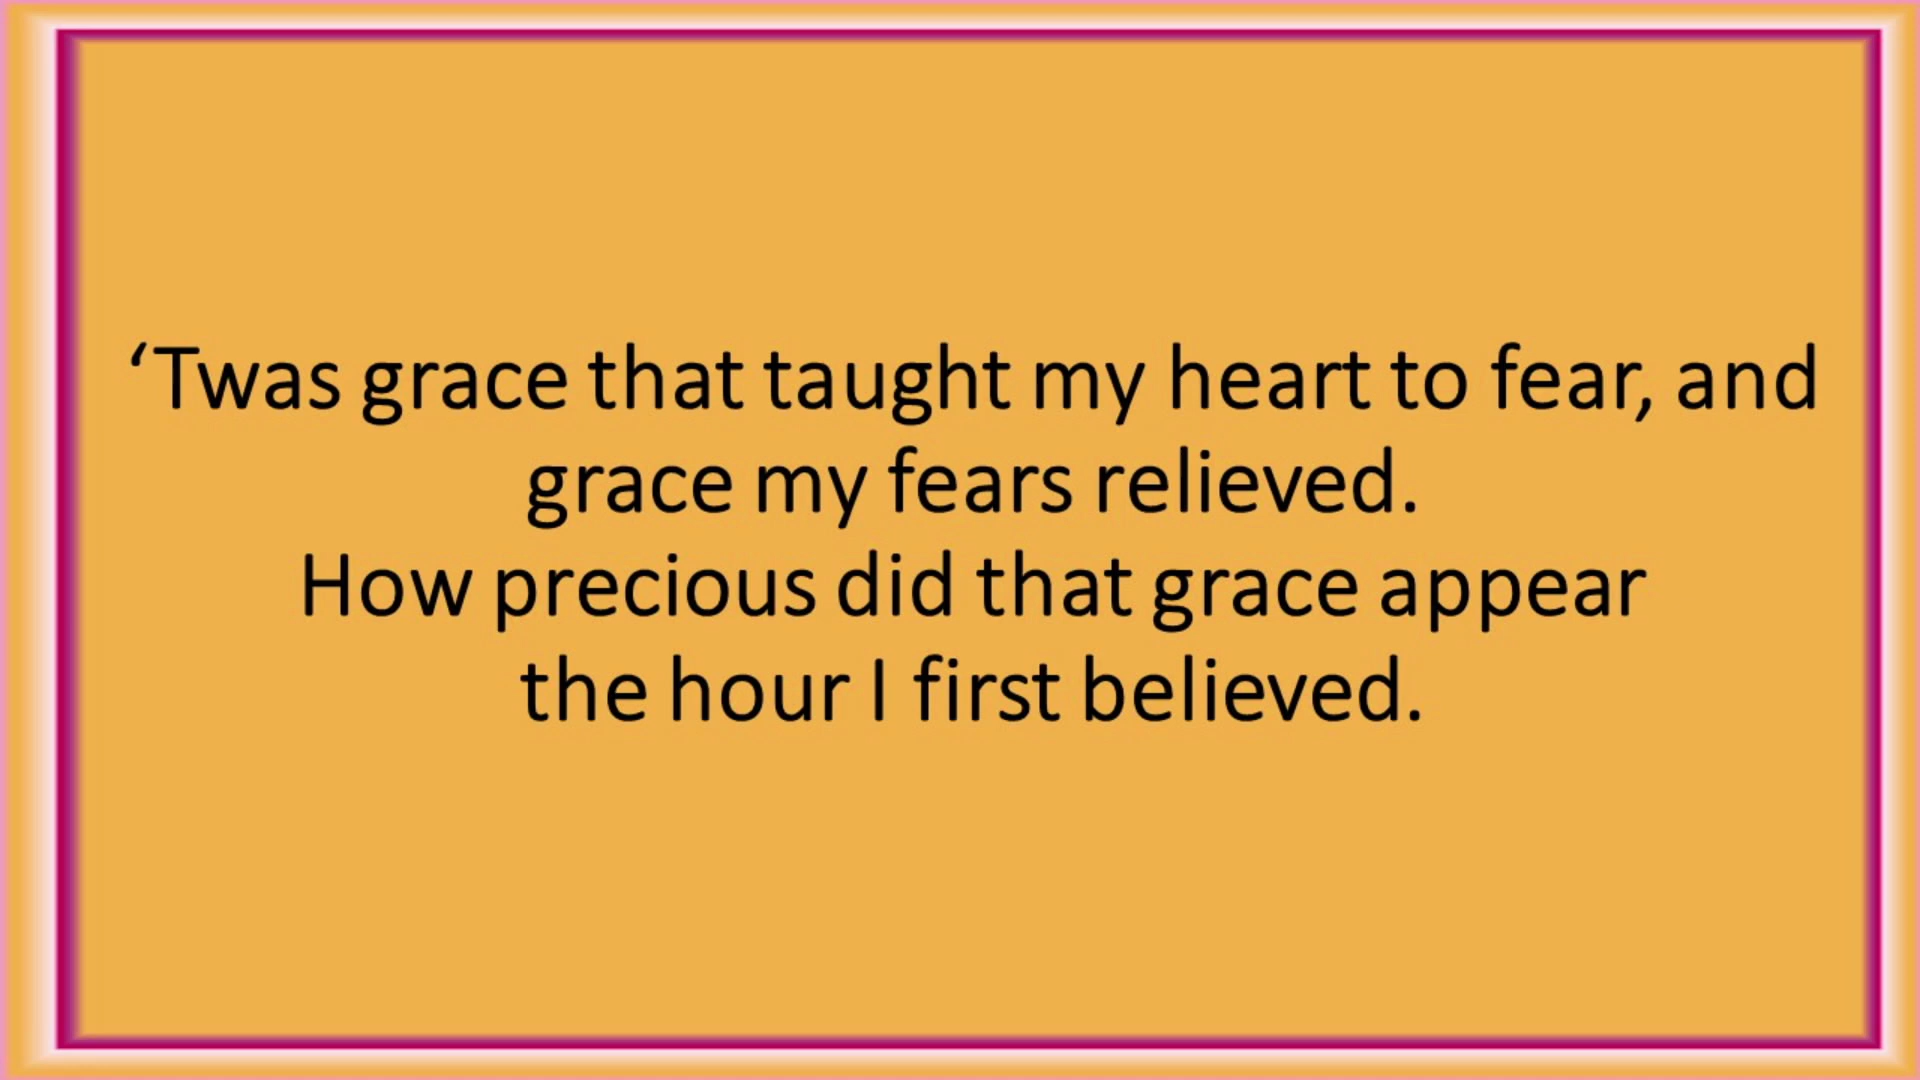 ‘Twas grace that taught my heart to fear, and
grace my fears relieved.
How precious did that grace appear
the hour I first believed.